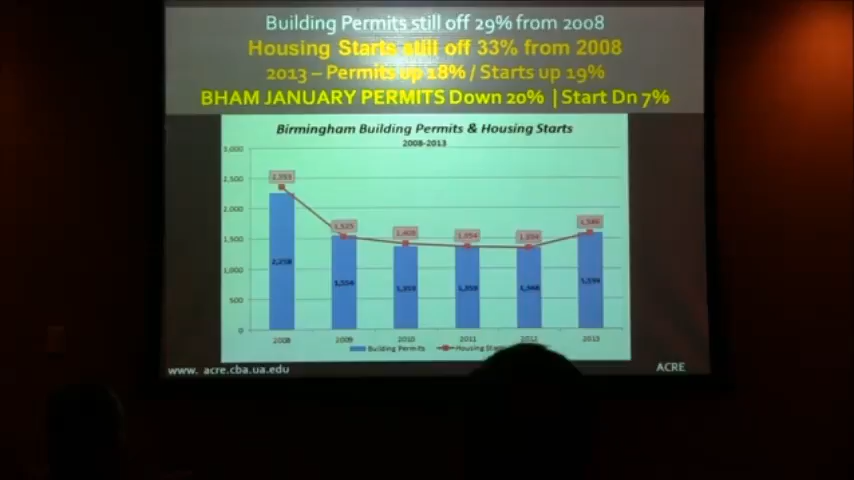 Building Permits still off 29% from 2008
Housing Starts still off 33% from 2008
2013 – Permits up 18% / Starts up 19%
BHAM JANUARY PERMITS Down 20% | Start Dn 7%
Birmingham Building Permits & Housing Starts
2008-2013
3,000
2,500
2,000
1,500
1,000
500
0
1,525
2008
2009
2010
2011
2012
2013
Building Permits
Housing
www. acre.cba.ua.edu
ACRE